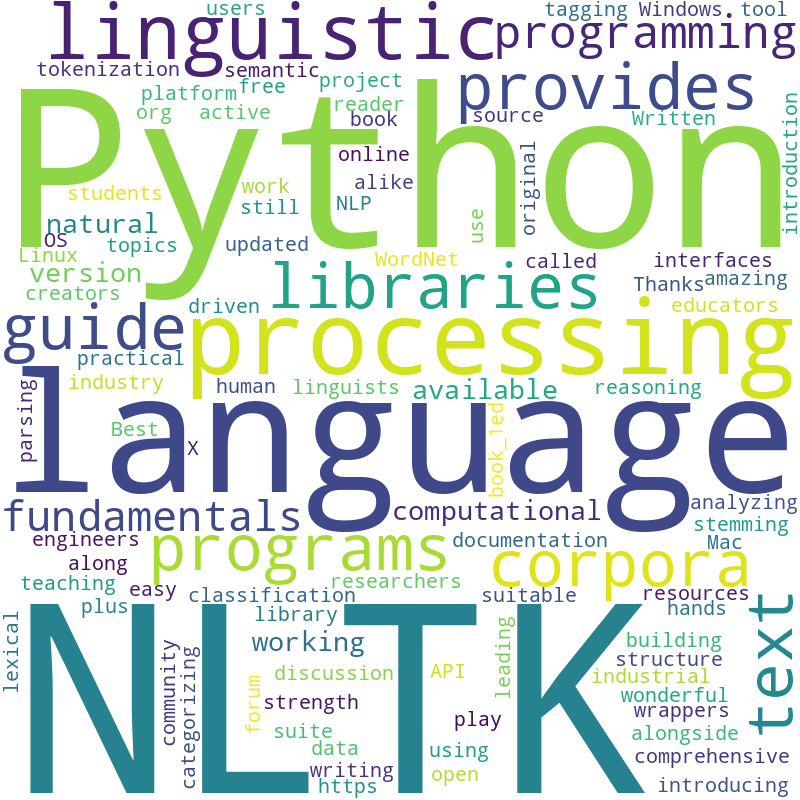 users
tagging Windows tool
linguistic
programming
tokenization
semantic
project
provides
platform
free
reader
org
active
book
source
Written
introduction
Python
online
original
students
work
alike
still
NLP
use
natural
OS
topics
updated
WordNet
called
interfaces
Linux
version
libraries
Thanks
amazing
creators
driven
educators
guide
processing
practical
industry
human
linguists
available
reasoning
parsing
language
Best
X
book_1ed
fundamentals
computational
analyzing
stemming
engineers
programs
documentation
Mac
along
corpora
teaching
easy
researchers
plus
classification
suitable
resources
hands
NLTK
library
text
lexical
community
categorizing
working
leading
building
structure
discussion
API
industrial
forum
strength
wonderful
wrappers
play
suite
alongside
data
using
comprehensive
writing
open
https
introducing